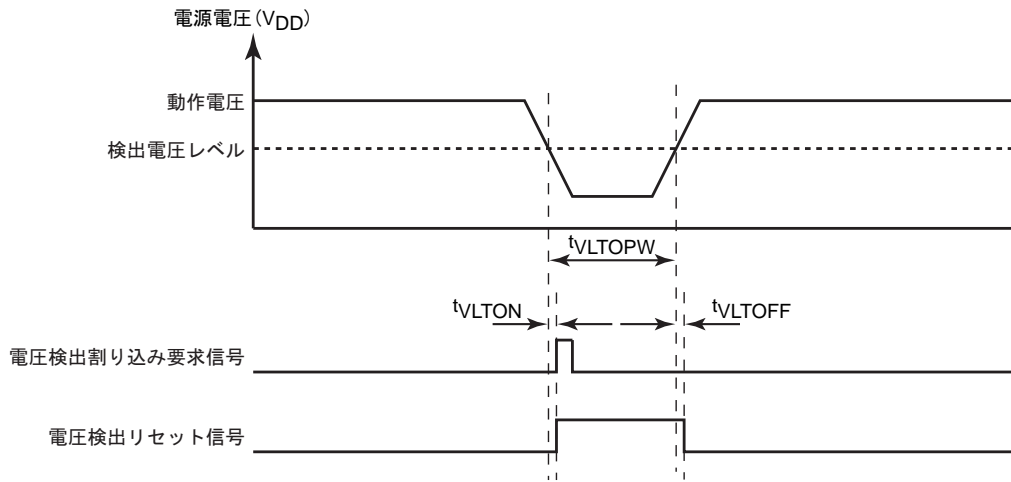 電源電圧(VDD)
動作電圧
検出電圧レベル
tVLTOPW
tVLTON
tVLTOFF
電圧検出割り込み要求信号
電圧検出リセット信号